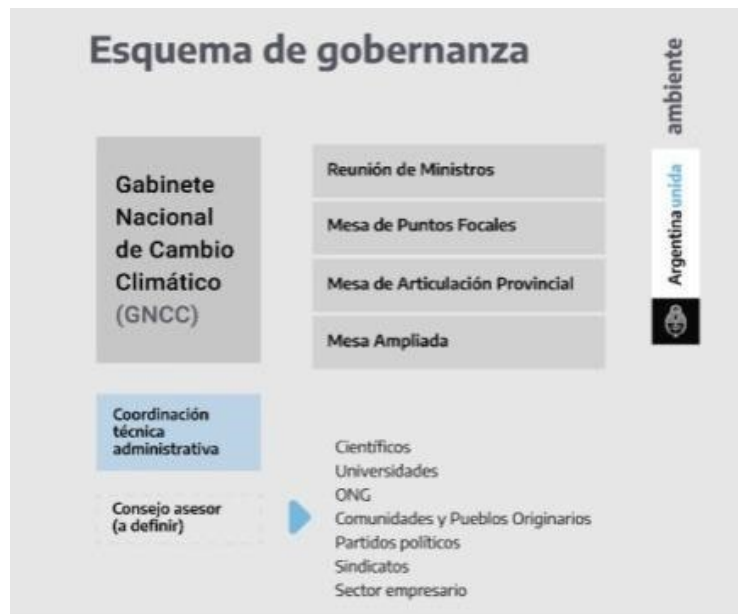 Esquema de gobernanza
ambiente
Argentina unida
Gabinete
Nacional
de Cambio
Climático
(GNCC)
Reunión de Ministros
Mesa de Puntos Focales
Mesa de Articulación Provincial
Mesa Ampliada
Coordinación
técnica
administrativa
Consejo asesor
(a definir)
Científicos
Universidades
ONG
Comunidades y Pueblos Originarios
Partidos políticos
Sindicatos
Sector empresario